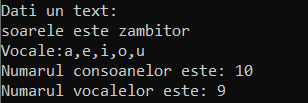 Dati un text:
soarele este zambitor
Vocale:a,e,i,o,u
Numarul consoanelor este: 10
Numarul vocalelor este: 9